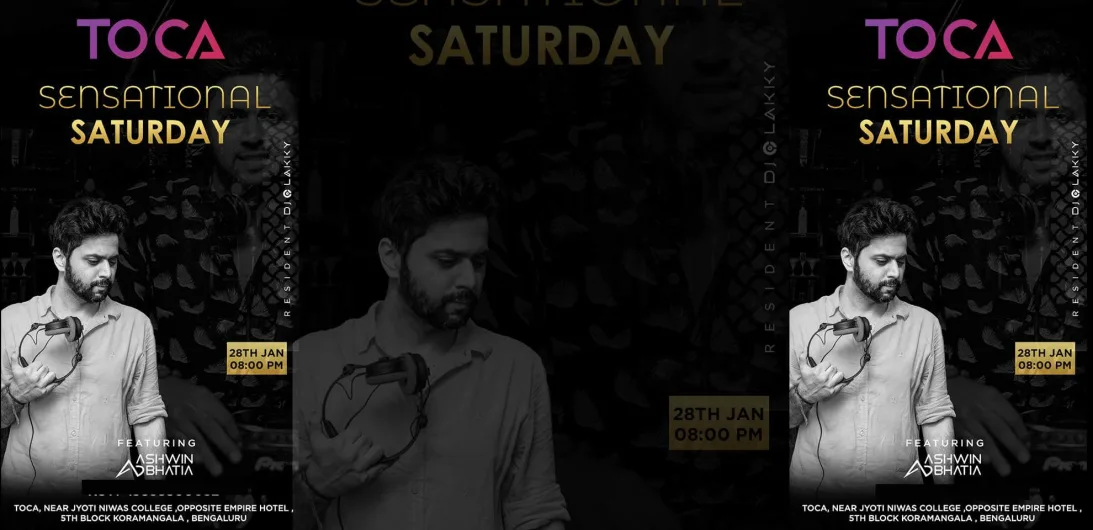 TOCA
SENSATIONAL
SATURDAY
RESIDENT DJ LAKKY
28TH JAN
08:00 PM
FEATURING
ASHWIN
BHATIA
TOCA, NEAR JYOTI NIWAS COLLEGE ,OPPOSITE EMPIRE HOTEL ,
5TH BLOCK KORAMANGALA , BENGALURU
SENSATIONAL
SATURDAY
RESIDENT DJ LAKKY
28TH JAN
08:00 PM
TOCA
SENSATIONAL
SATURDAY
RESIDENT DJ LAKKY
28TH JAN
08:00 PM
FEATURING
ASHWIN
BHATIA
TOCA, NEAR JYOTI NIWAS COLLEGE ,OPPOSITE EMPIRE HOTEL ,
5TH BLOCK KORAMANGALA , BENGALURU